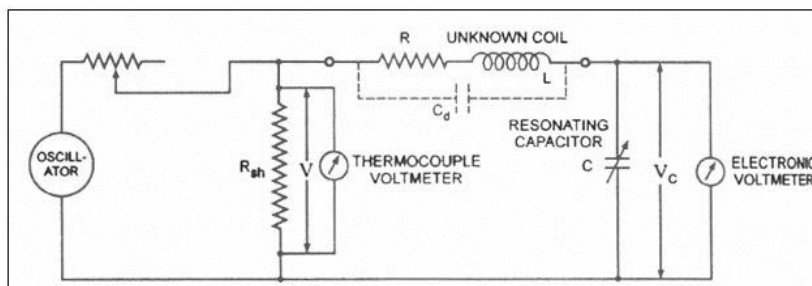 R
UNKNOWN COIL
L
C_d
OSCILL-
ATOR
R_sh
V
THERMOCOUPLE
VOLTMETER
RESONATING
CAPACITOR
C
V_C
ELECTRONIC
VOLTMETER